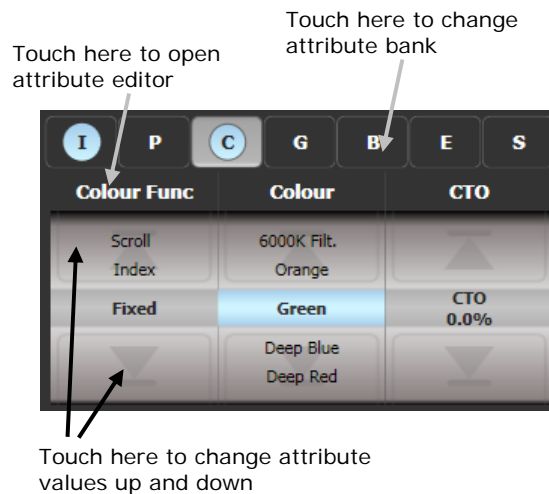 Touch here to change
attribute bank
Touch here to open
attribute editor
I P C G B E S
Colour Func Colour CTO
Scroll 6000K Filt.
Index Orange
Fixed Green CTO
0.0%
Deep Blue
Deep Red
Touch here to change attribute
values up and down